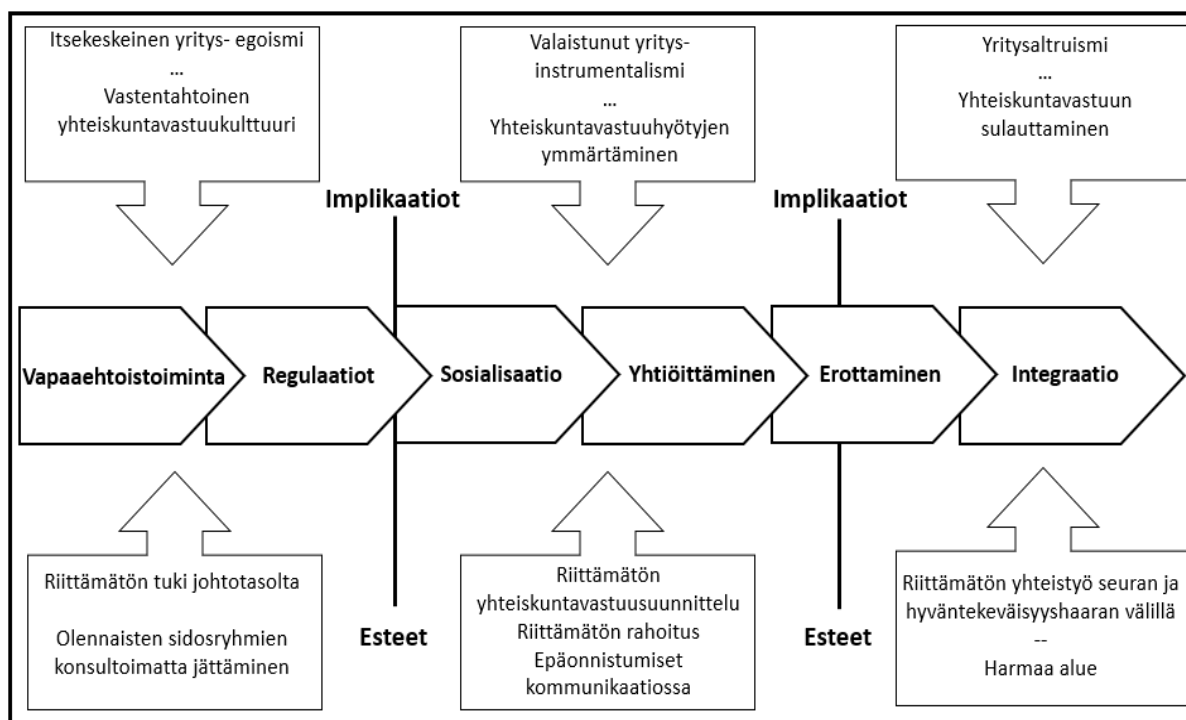 Itsekeskeinen yritys- egoismi
...
Vastentahtoinen
yhteiskuntavastuukulttuuri
Valaistunut yritys-
instrumentalismi
...
Yhteiskuntavastuuhyötyjen
ymmärtäminen
Yritysaltruismi
...
Yhteiskuntavastuun
sulauttaminen
Implikaatiot
Implikaatiot
Vapaaehtoistoiminta
Regulaatiot
Sosialisaatio
Yhtiöittäminen
Erottaminen
Integraatio
Riittämätön tuki johtotasolta
Olennaisten sidosryhmien
konsultoimatta jättäminen
Esteet
Riittämätön
yhteiskuntavastuusuunnittelu
Riittämätön rahoitus
Epäonnistumiset
kommunikaatiossa
Esteet
Riittämätön yhteistyö seuran ja
hyväntekeväisyyshaaran välillä
--
Harmaa alue